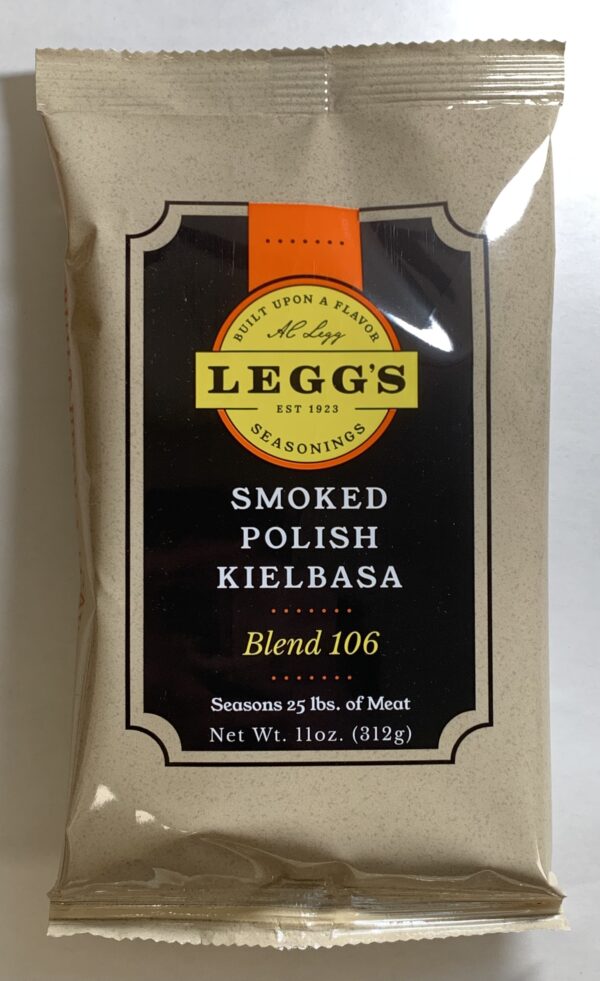 BUILT UPON A FLAVOR
AC Legg
LEGG'S
EST 1923
SEASONINGS
SMOKED
POLISH
KIELBASA
Blend 106
Seasons 25 lbs. of Meat
Net Wt. 11oz. (312g)